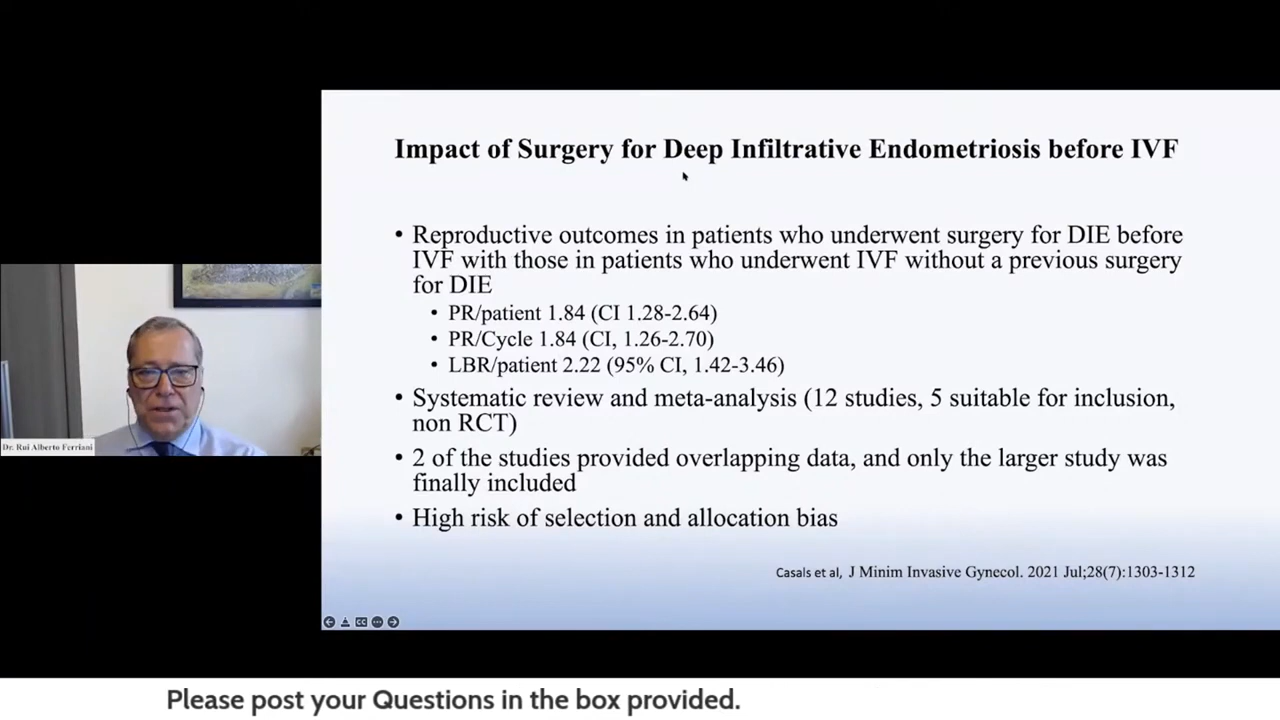 Impact of Surgery for Deep Infiltrative Endometriosis before IVF
• Reproductive outcomes in patients who underwent surgery for DIE before
IVF with those in patients who underwent IVF without a previous surgery
for DIE
• PR/patient 1.84 (CI 1.28-2.64)
• PR/Cycle 1.84 (CI, 1.26-2.70)
• LBR/patient 2.22 (95% CI, 1.42-3.46)
• Systematic review and meta-analysis (12 studies, 5 suitable for inclusion,
non RCT)
• 2 of the studies provided overlapping data, and only the larger study was
finally included
• High risk of selection and allocation bias
Casals et al, J Minim Invasive Gynecol. 2021 Jul;28(7):1303-1312
Dr. Rui Alberto Ferriani
Please post your Questions in the box provided.